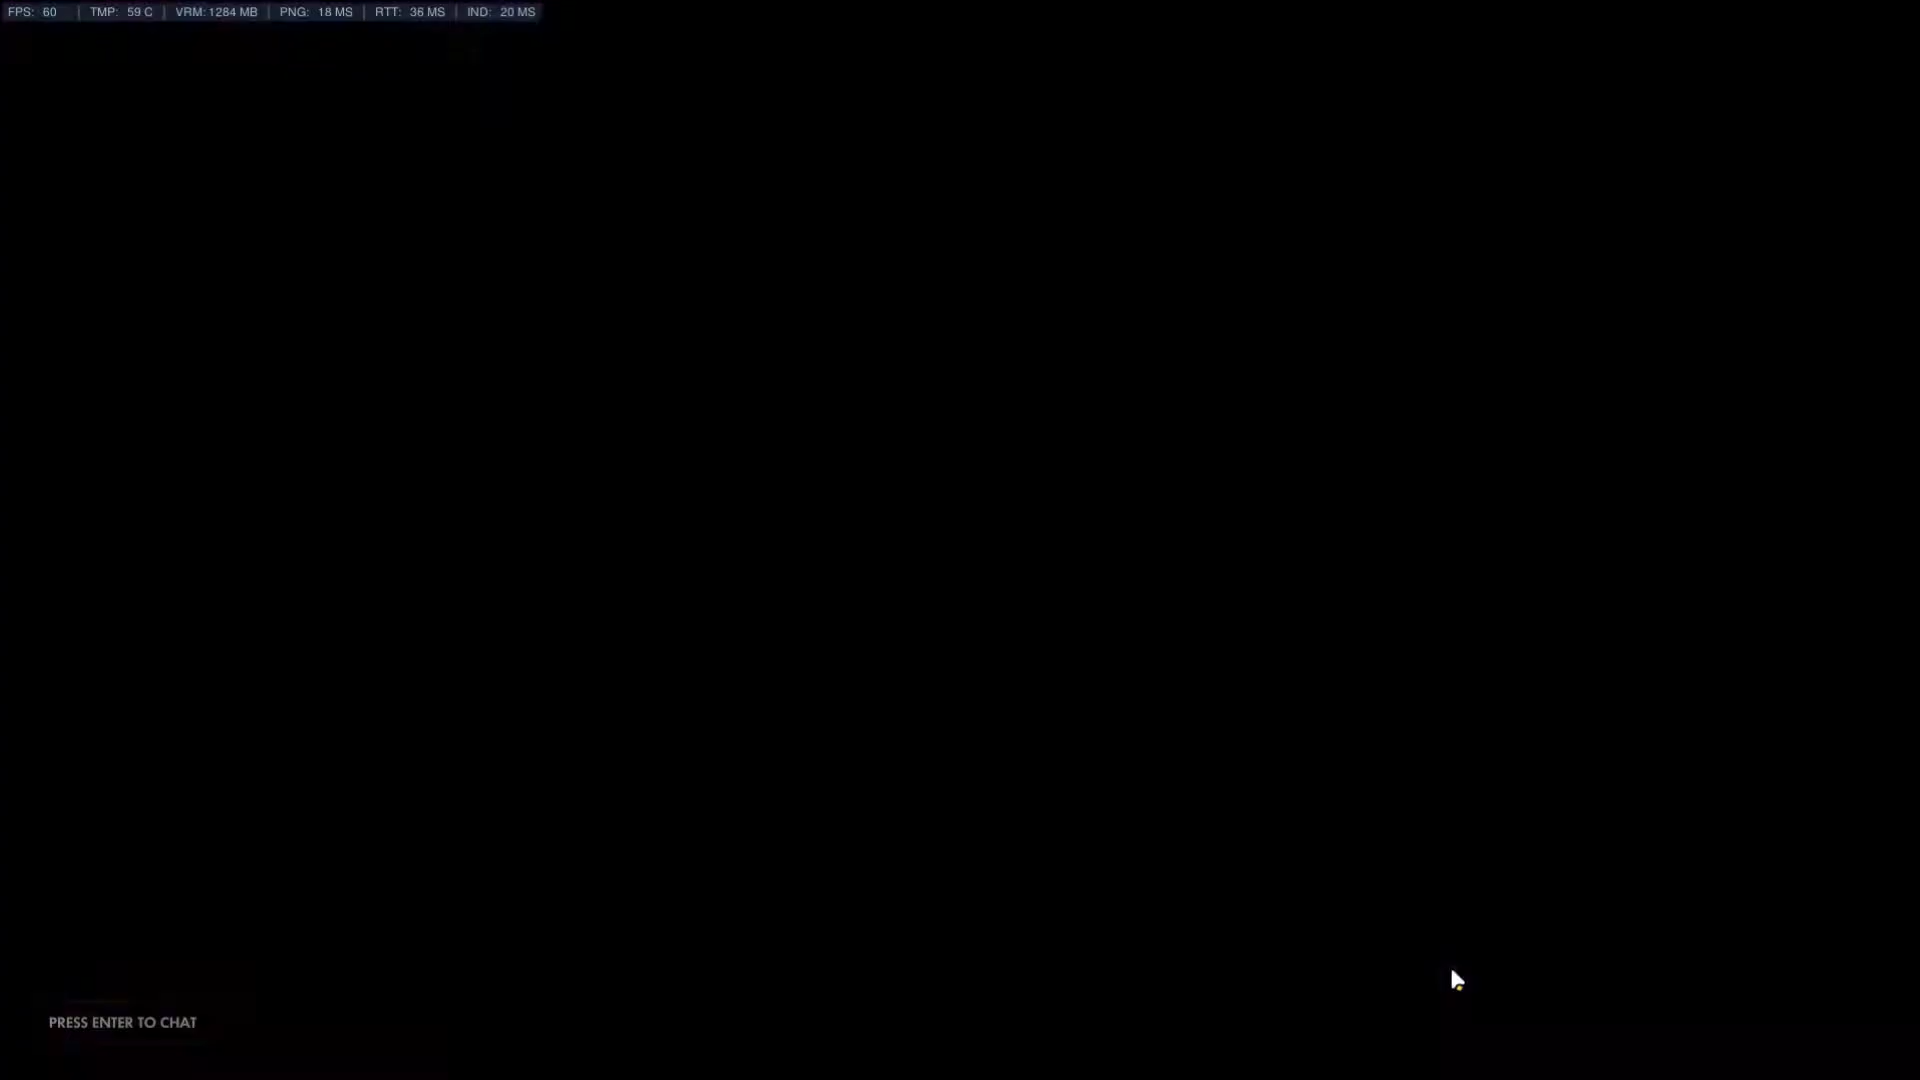 FPS: 60 | TMP: 59 C | VRM: 1284 MB | PNG: 18 MS | RTT: 36 MS | IND: 20 MS
PRESS ENTER TO CHAT